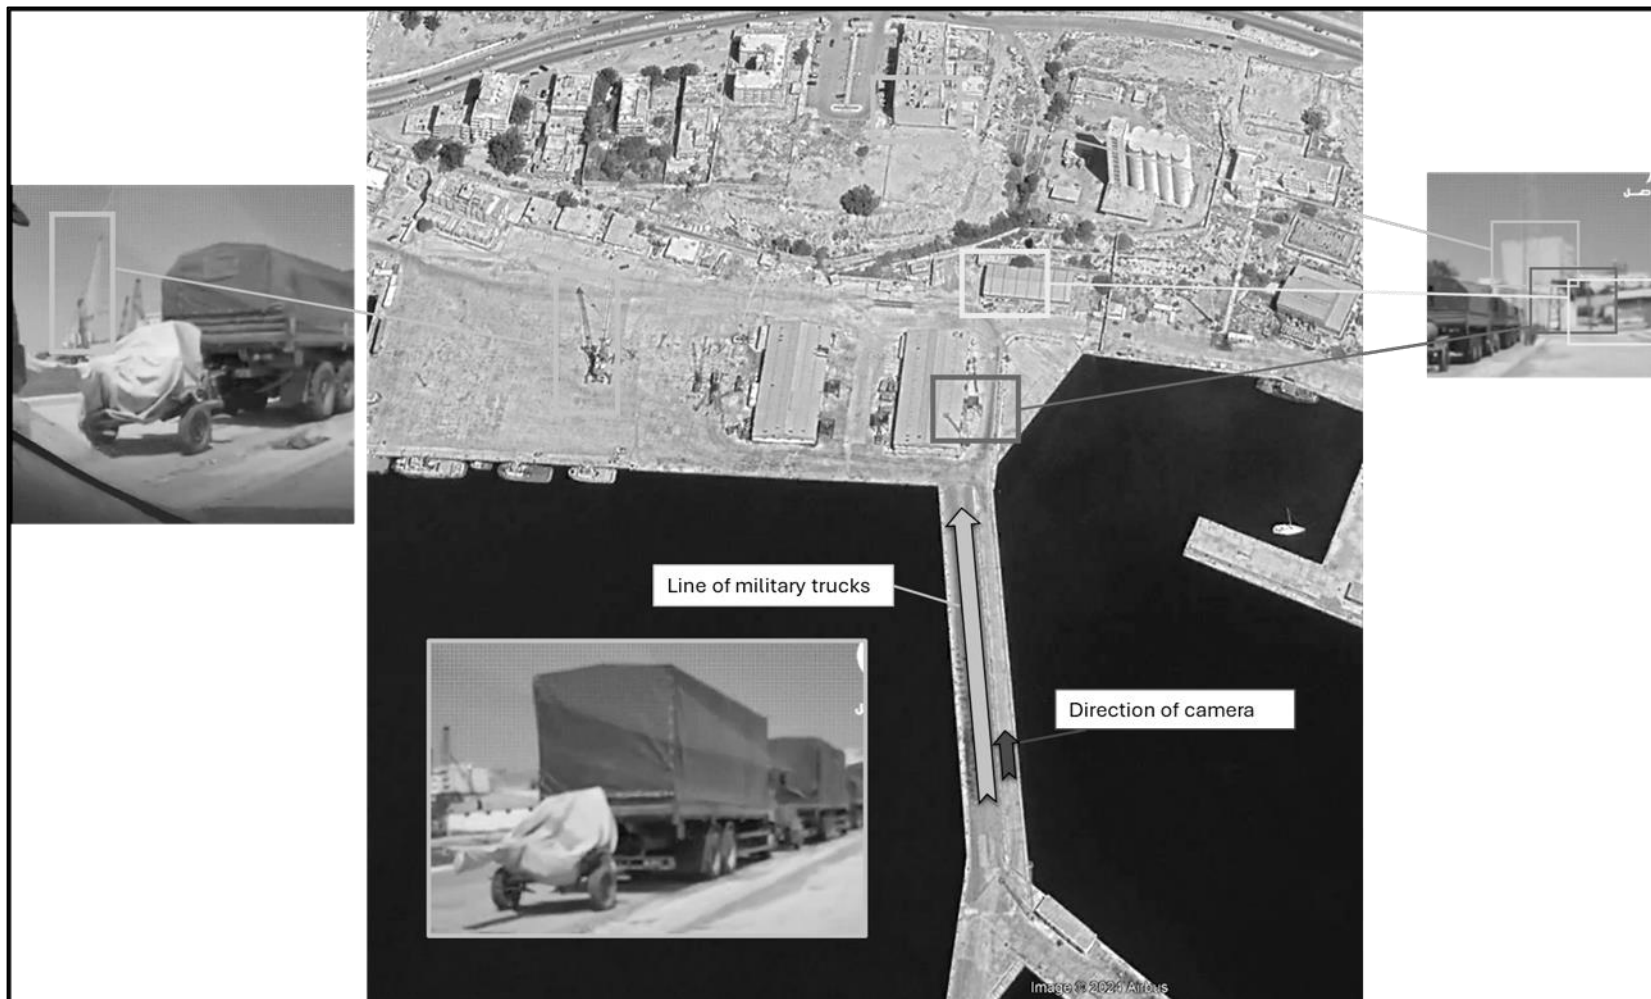 Line of military trucks
Direction of camera
Image © 2024 Airbus